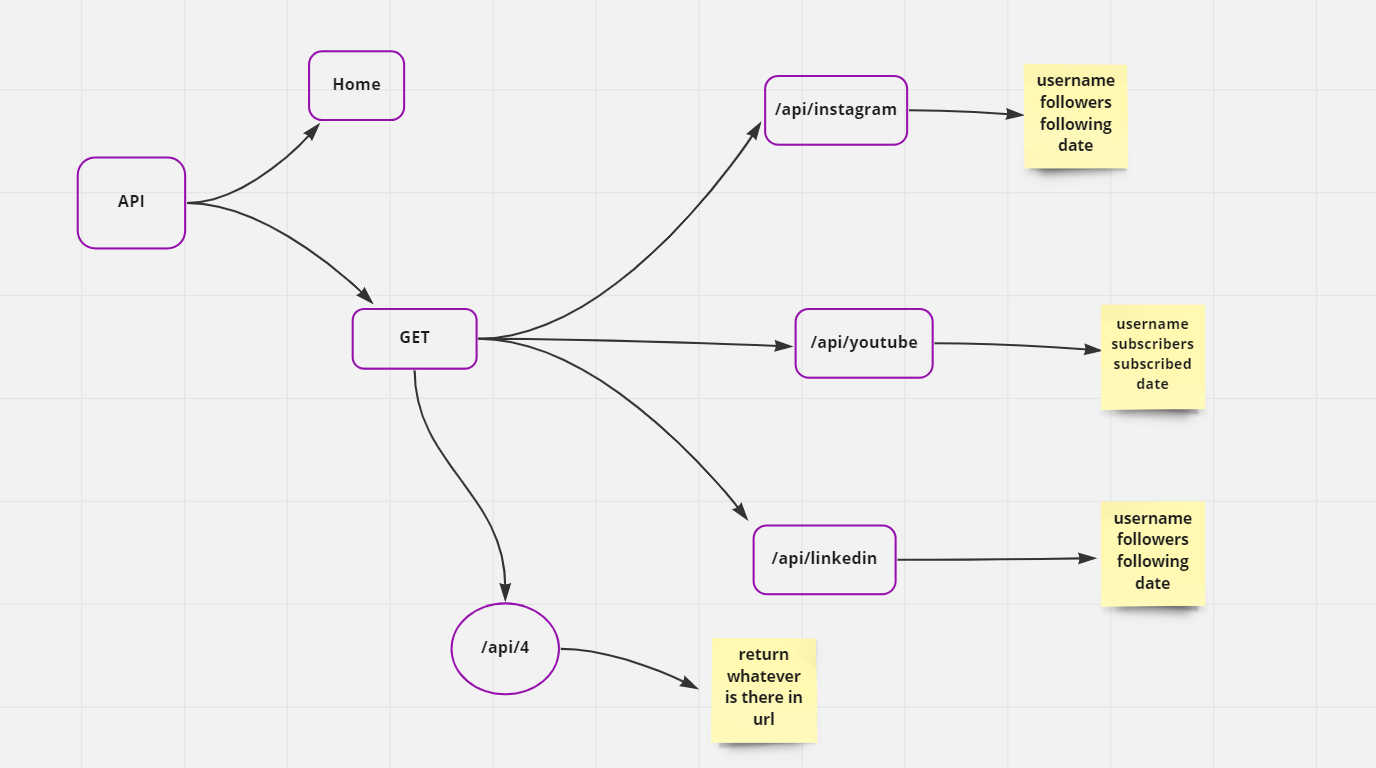 Home
API
GET
/api/instagram
username
followers
following
date
/api/youtube
username
subscribers
subscribed
date
/api/linkedin
username
followers
following
date
/api/4
return
whatever
is there in
url